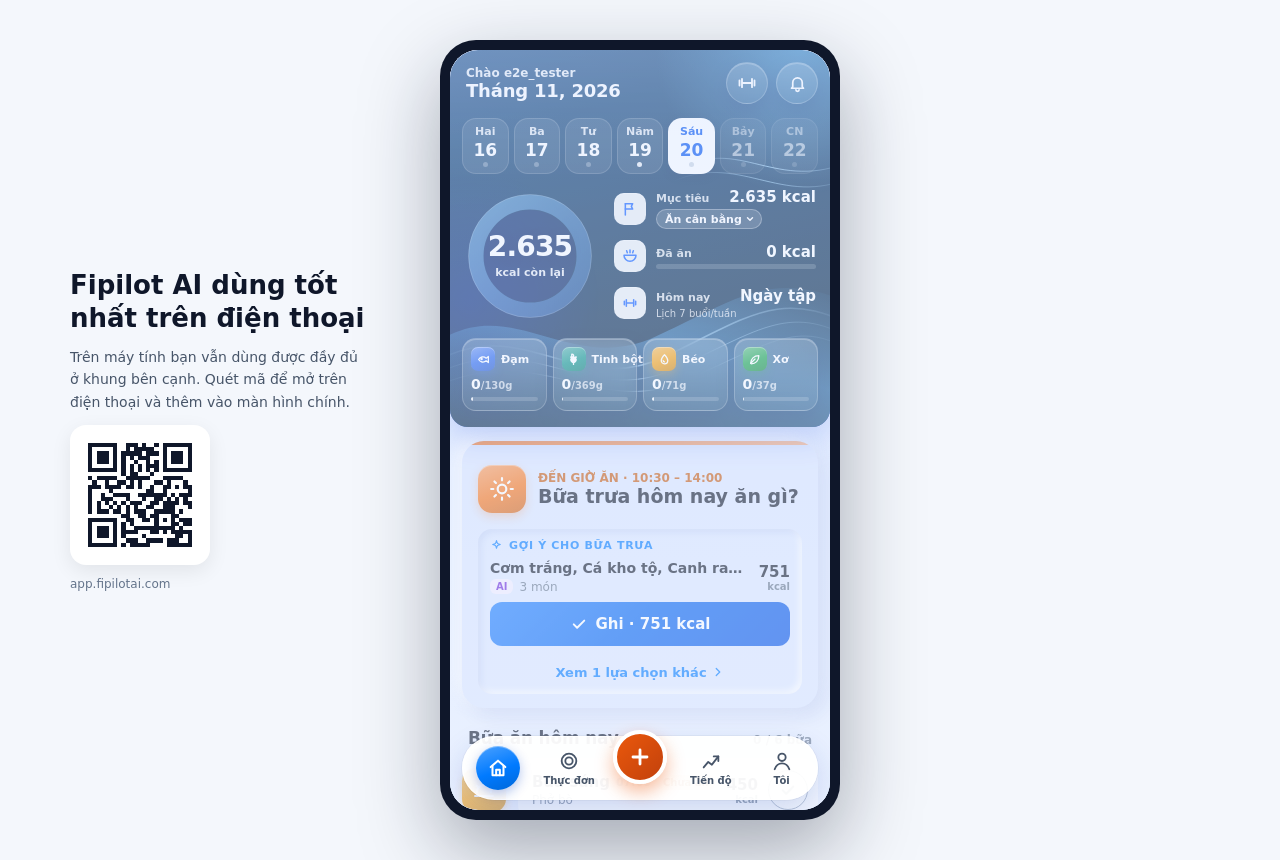 Fipilot AI dùng tốt
nhất trên điện thoại
Trên máy tính bạn vẫn dùng được đầy đủ
ở khung bên cạnh. Quét mã để mở trên
điện thoại và thêm vào màn hình chính.
app.fipilotai.com
Chào e2e_tester
Tháng 11, 2026
Hai Ba Tư Năm Sáu Bảy CN
16 17 18 19 20 21 22
2.635
kcal còn lại
Mục tiêu 2.635 kcal
Ăn cân bằng
Đã ăn 0 kcal
Hôm nay Ngày tập
Lịch 7 buổi/tuần
Đạm Tinh bột Béo Xơ
0/130g 0/369g 0/71g 0/37g
ĐẾN GIỜ ĂN · 10:30 – 14:00
Bữa trưa hôm nay ăn gì?
GỢI Ý CHO BỮA TRƯA
Cơm trắng, Cá kho tộ, Canh ra… 751
AI 3 món kcal
Ghi · 751 kcal
Xem 1 lựa chọn khác
Bữa ăn hôm nay
Thực đơn Tiến độ Tôi
Phở bò kcal